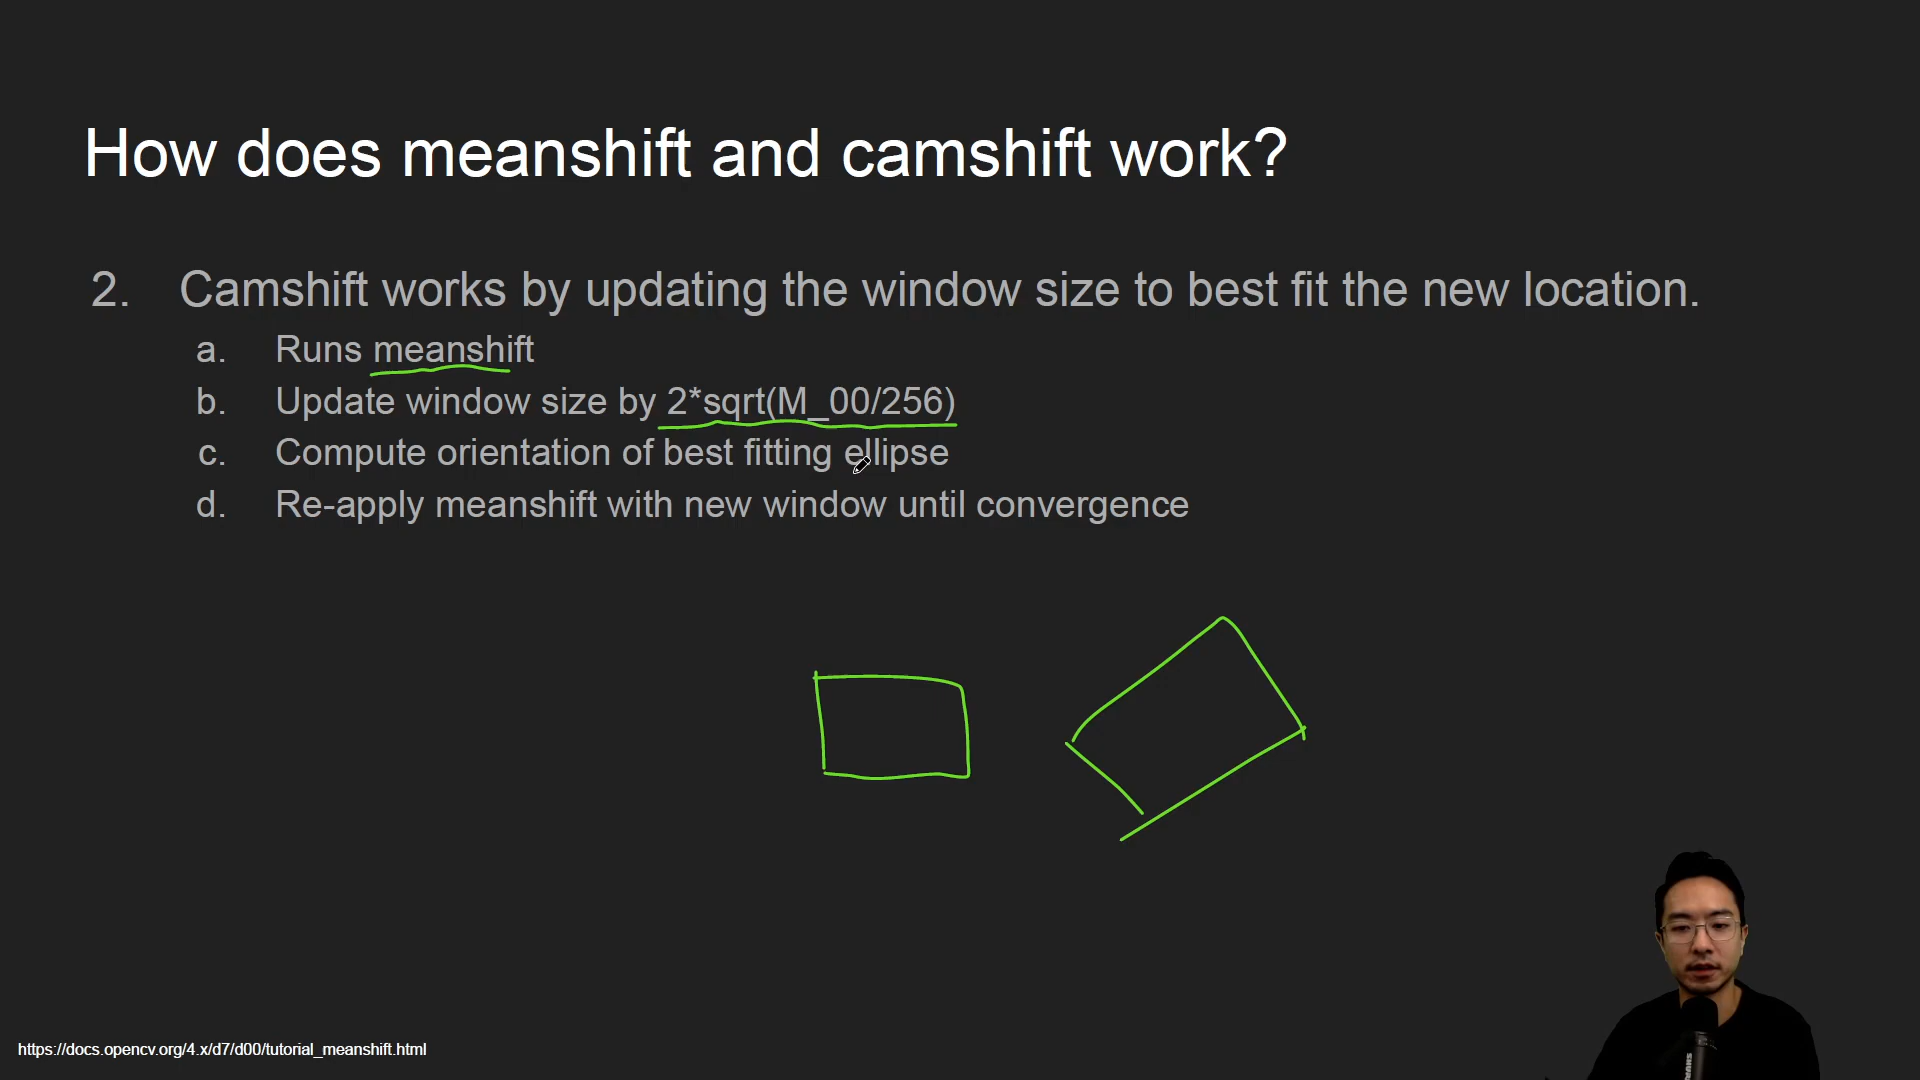 How does meanshift and camshift work?
2. Camshift works by updating the window size to best fit the new location.
a. Runs meanshift
b. Update window size by 2*sqrt(M_00/256)
c. Compute orientation of best fitting ellipse
d. Re-apply meanshift with new window until convergence
https://docs.opencv.org/4.x/d7/d00/tutorial_meanshift.html